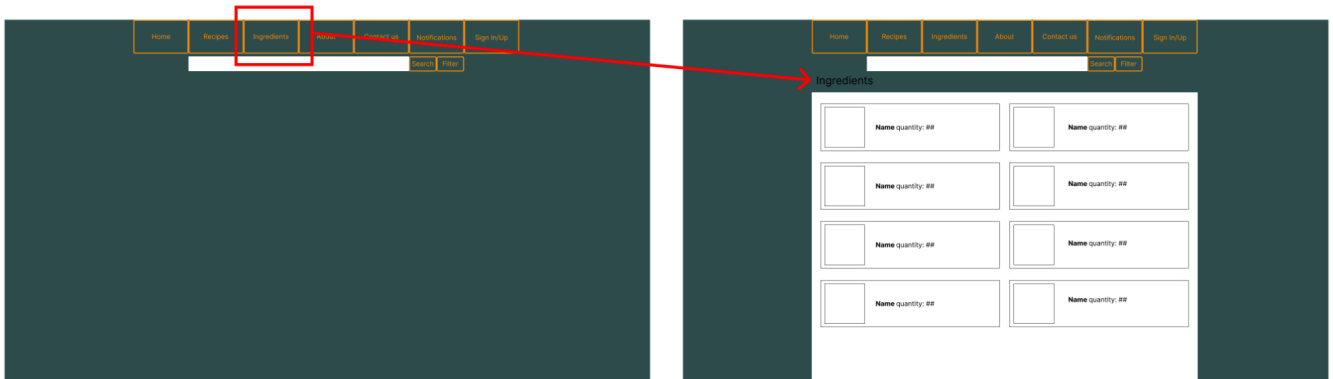 Home Recipes Ingredients About Contact us Notifications Sign In/Up
Search Filter
Home Recipes Ingredients About Contact us Notifications Sign In/Up
Search Filter
Ingredients
Name quantity: ## Name quantity: ##
Name quantity: ## Name quantity: ##
Name quantity: ## Name quantity: ##
Name quantity: ## Name quantity: ##